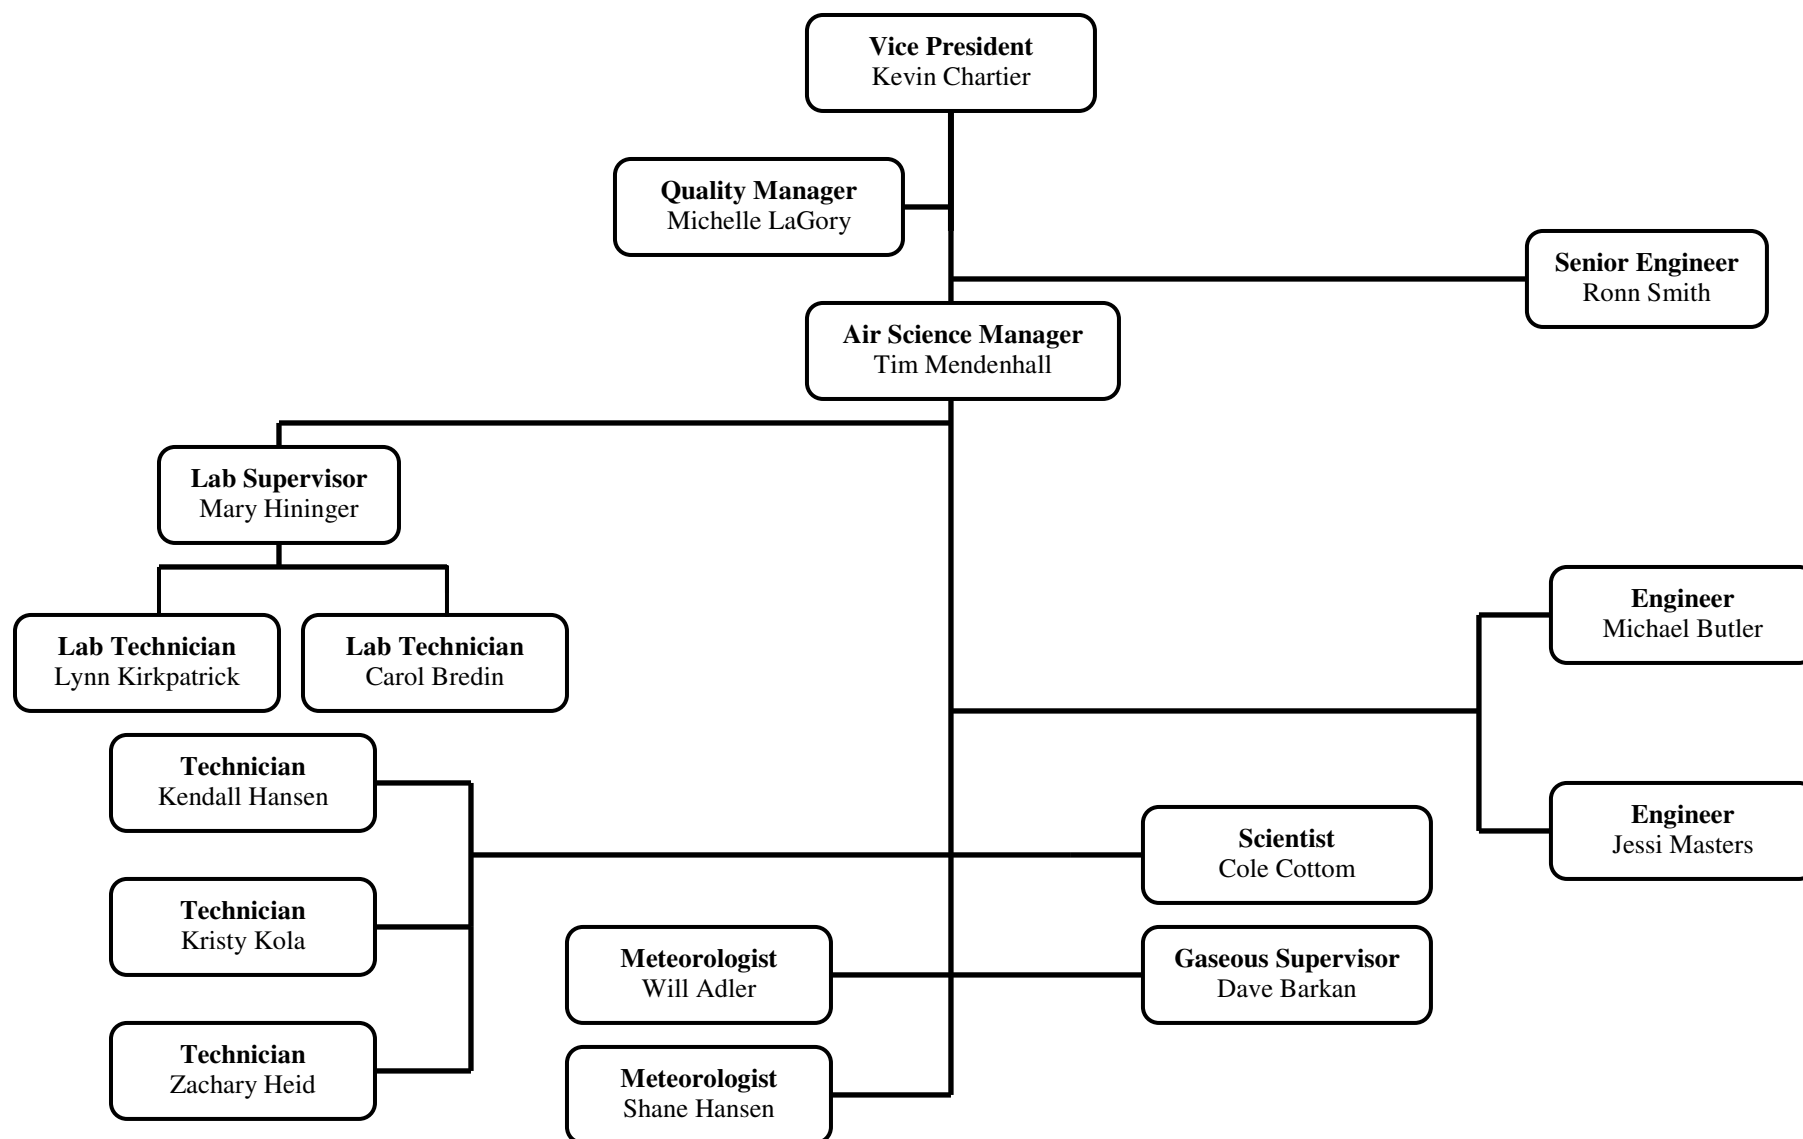 Vice President
Kevin Chartier
Quality Manager
Michelle LaGory
Senior Engineer
Ronn Smith
Air Science Manager
Tim Mendenhall
Lab Supervisor
Mary Hininger
Lab Technician
Lynn Kirkpatrick
Lab Technician
Carol Bredin
Engineer
Michael Butler
Technician
Kendall Hansen
Scientist
Cole Cottom
Engineer
Jessi Masters
Technician
Kristy Kola
Meteorologist
Will Adler
Gaseous Supervisor
Dave Barkan
Technician
Zachary Heid
Meteorologist
Shane Hansen